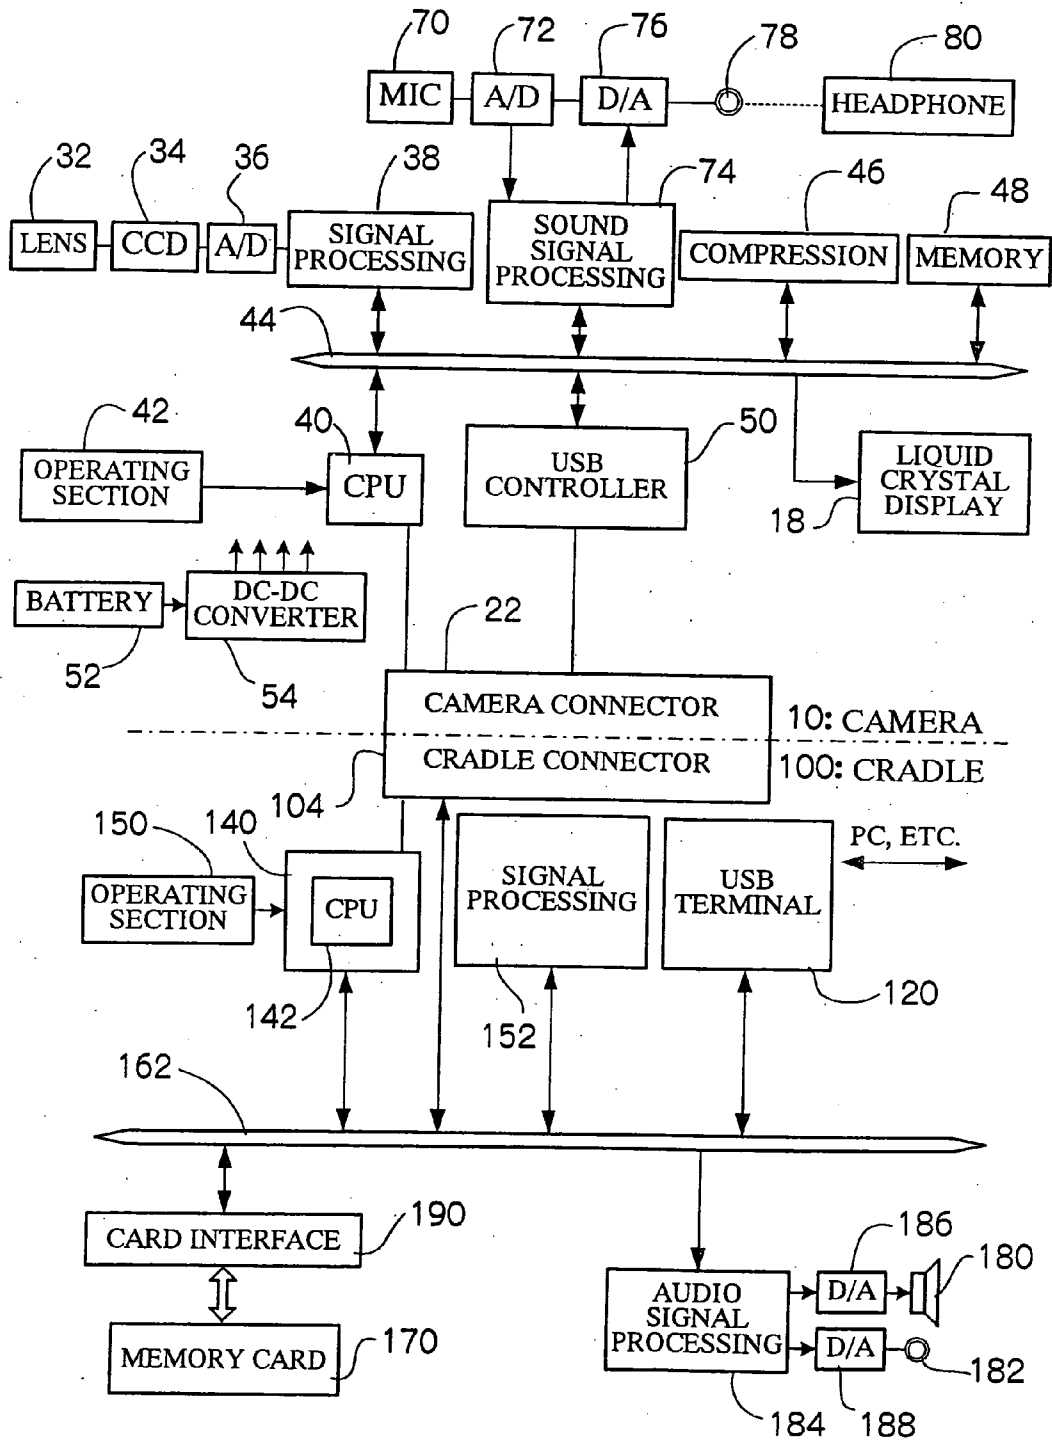 70
72
76
78
80
MIC
A/D
D/A
HEADPHONE
32
34
36
38
74
46
48
LENS
CCD
A/D
SIGNAL
PROCESSING
SOUND
SIGNAL
PROCESSING
COMPRESSION
MEMORY
44
42
40
50
OPERATING
SECTION
CPU
USB
CONTROLLER
LIQUID
CRYSTAL
DISPLAY
18
BATTERY
DC-DC
CONVERTER
52
54
22
CAMERA CONNECTOR
10: CAMERA
CRADLE CONNECTOR
100: CRADLE
104
150
140
OPERATING
SECTION
CPU
SIGNAL
PROCESSING
USB
TERMINAL
PC, ETC.
142
152
120
162
CARD INTERFACE
190
MEMORY CARD
170
AUDIO
SIGNAL
PROCESSING
186
D/A
180
D/A
182
184
188